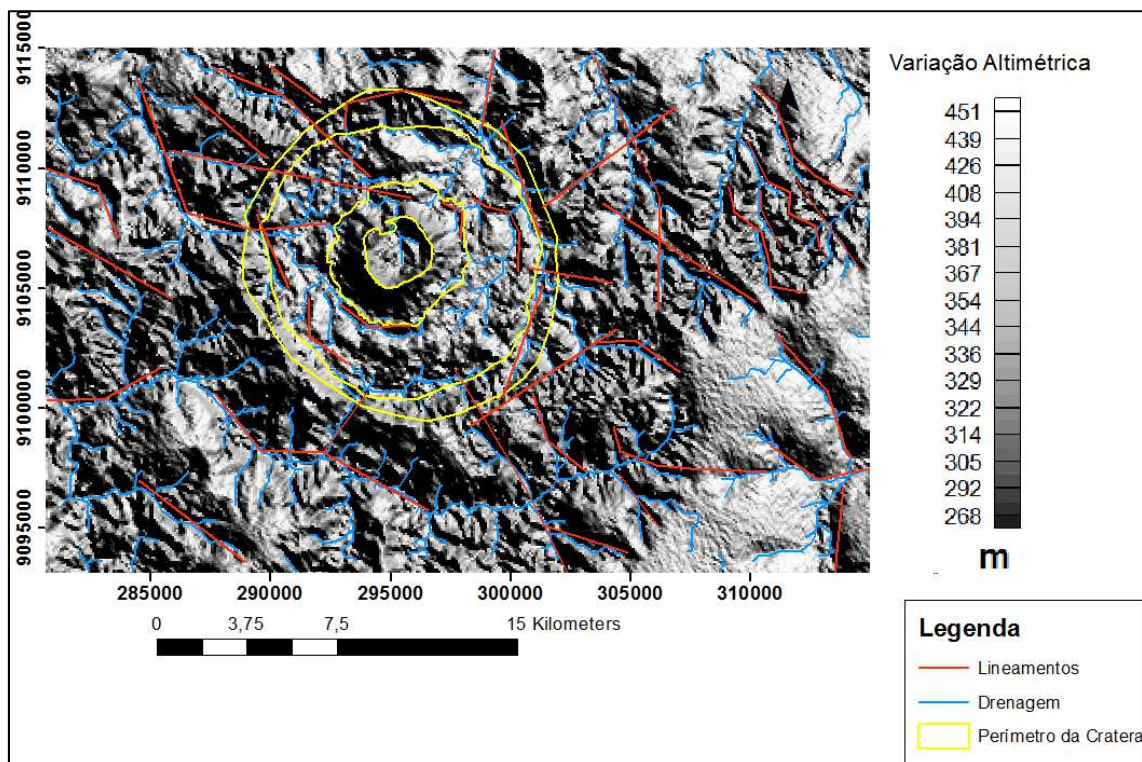 9115000
9110000
9105000
9100000
9095000
285000 290000 295000 300000 305000 310000
0 3,75 7,5 15 Kilometers
Variação Altimétrica
451
439
426
408
394
381
367
354
344
336
329
322
314
305
292
268
m
Legenda
Lineamentos
Drenagem
Perímetro da Cratera